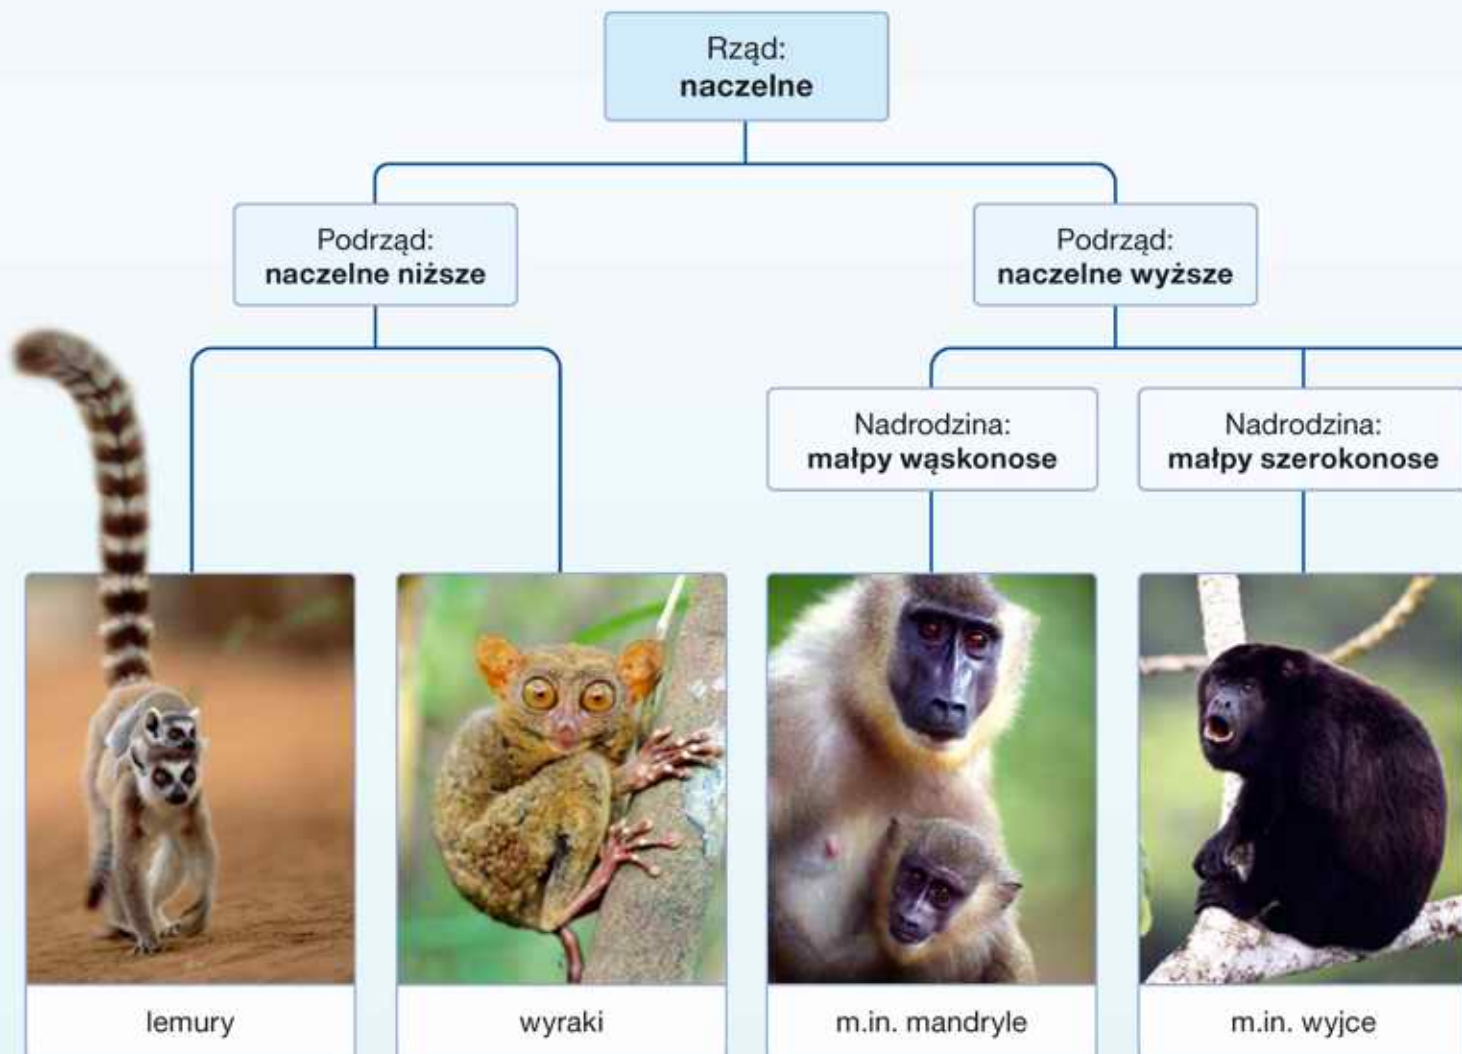 Rząd:
naczelne
Podrząd:
naczelne niższe
Podrząd:
naczelne wyższe
Nadrodzina:
małpy wąskonose
Nadrodzina:
małpy szerokonose
lemury
wyraki
m.in. mandryle
m.in. wyjce